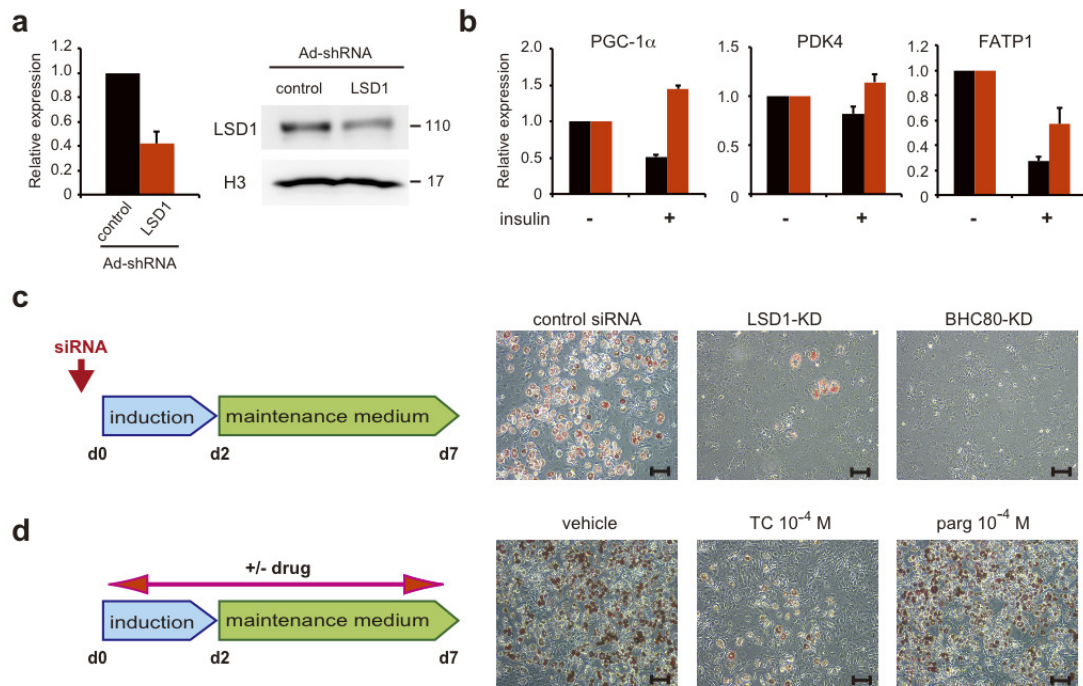 a
Relative expression
1.2
1.0
0.8
0.6
0.4
0.2
0
control
LSD1
Ad-shRNA
Ad-shRNA
control LSD1
LSD1
110
H3
17
b
Relative expression
PGC-1α
2.0
1.5
1.0
0.5
0
PDK4
1.5
1.0
0.5
0
FATP1
1.2
1.0
0.8
0.6
0.4
0.2
0
insulin - + - + - +
c
siRNA
induction
maintenance medium
d0 d2 d7
control siRNA
LSD1-KD
BHC80-KD
d
+/- drug
induction
maintenance medium
d0 d2 d7
vehicle
TC 10⁻⁴ M
parg 10⁻⁴ M